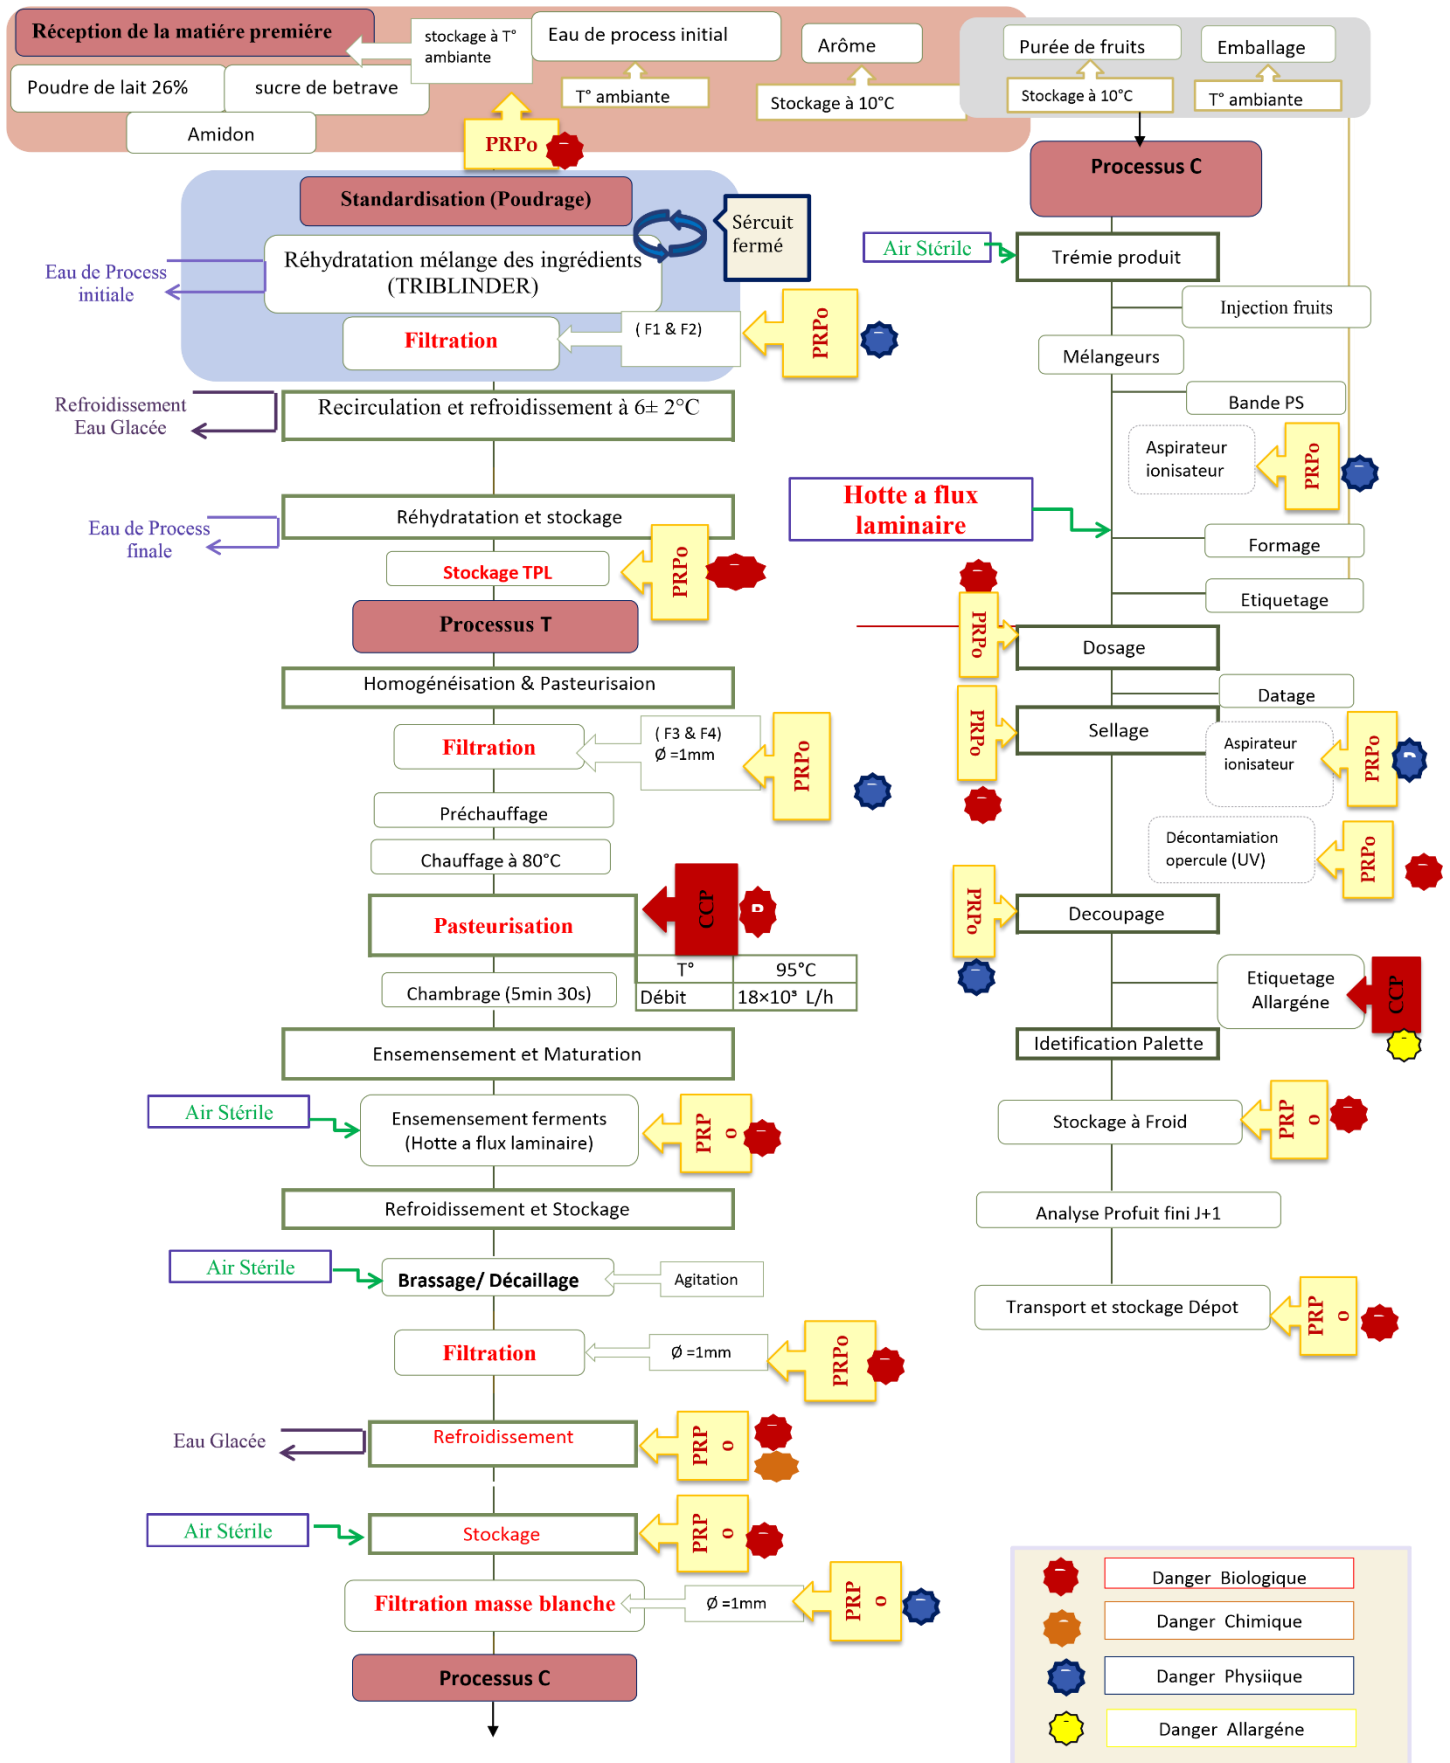 Réception de la matiére premiére
stockage à T°
ambiante
Eau de process initial
Arôme
Purée de fruits
Emballage
Poudre de lait 26%
sucre de betrave
T° ambiante
Stockage à 10°C
Stockage à 10°C
T° ambiante
Amidon
PRPo
Processus C
Standardisation (Poudrage)
Sércuit
fermé
Réhydratation mélange des ingrédients
(TRIBLINDER)
Eau de Process
initiale
Filtration
( F1 & F2)
PRPo
Refroidissement
Eau Glacée
Recirculation et refroidissement à 6± 2°C
Réhydratation et stockage
Eau de Process
finale
Stockage TPL
PRPo
Processus T
Homogénéisation & Pasteurisaion
Filtration
( F3 & F4)
Ø =1mm
PRPo
Préchauffage
Chauffage à 80°C
Pasteurisation
CCP
B
T°
95°C
Débit
18×10³ L/h
Chambrage (5min 30s)
Ensemensement et Maturation
Air Stérile
Ensemensement ferments
(Hotte a flux laminaire)
PRP
o
Refroidissement et Stockage
Air Stérile
Brassage/ Décaillage
Agitation
Filtration
Ø =1mm
PRPo
Eau Glacée
Refroidissement
PRP
o
Air Stérile
Stockage
PRP
o
Filtration masse blanche
Ø =1mm
PRP
o
Processus C
Air Stérile
Trémie produit
Injection fruits
Mélangeurs
Bande PS
Aspirateur
ionisateur
PRPo
Hotte a flux
laminaire
Formage
Etiquetage
PRPo
Dosage
Datage
PRPo
Sellage
Aspirateur
ionisateur
PRPo
Décontamiation
opercule (UV)
PRPo
PRPo
Decoupage
Etiquetage
Allargéne
CCP
Idetification Palette
Stockage à Froid
PRP
o
Analyse Profuit fini J+1
Transport et stockage Dépot
PRP
o
Danger Biologique
Danger Chimique
Danger Physiique
Danger Allargéne